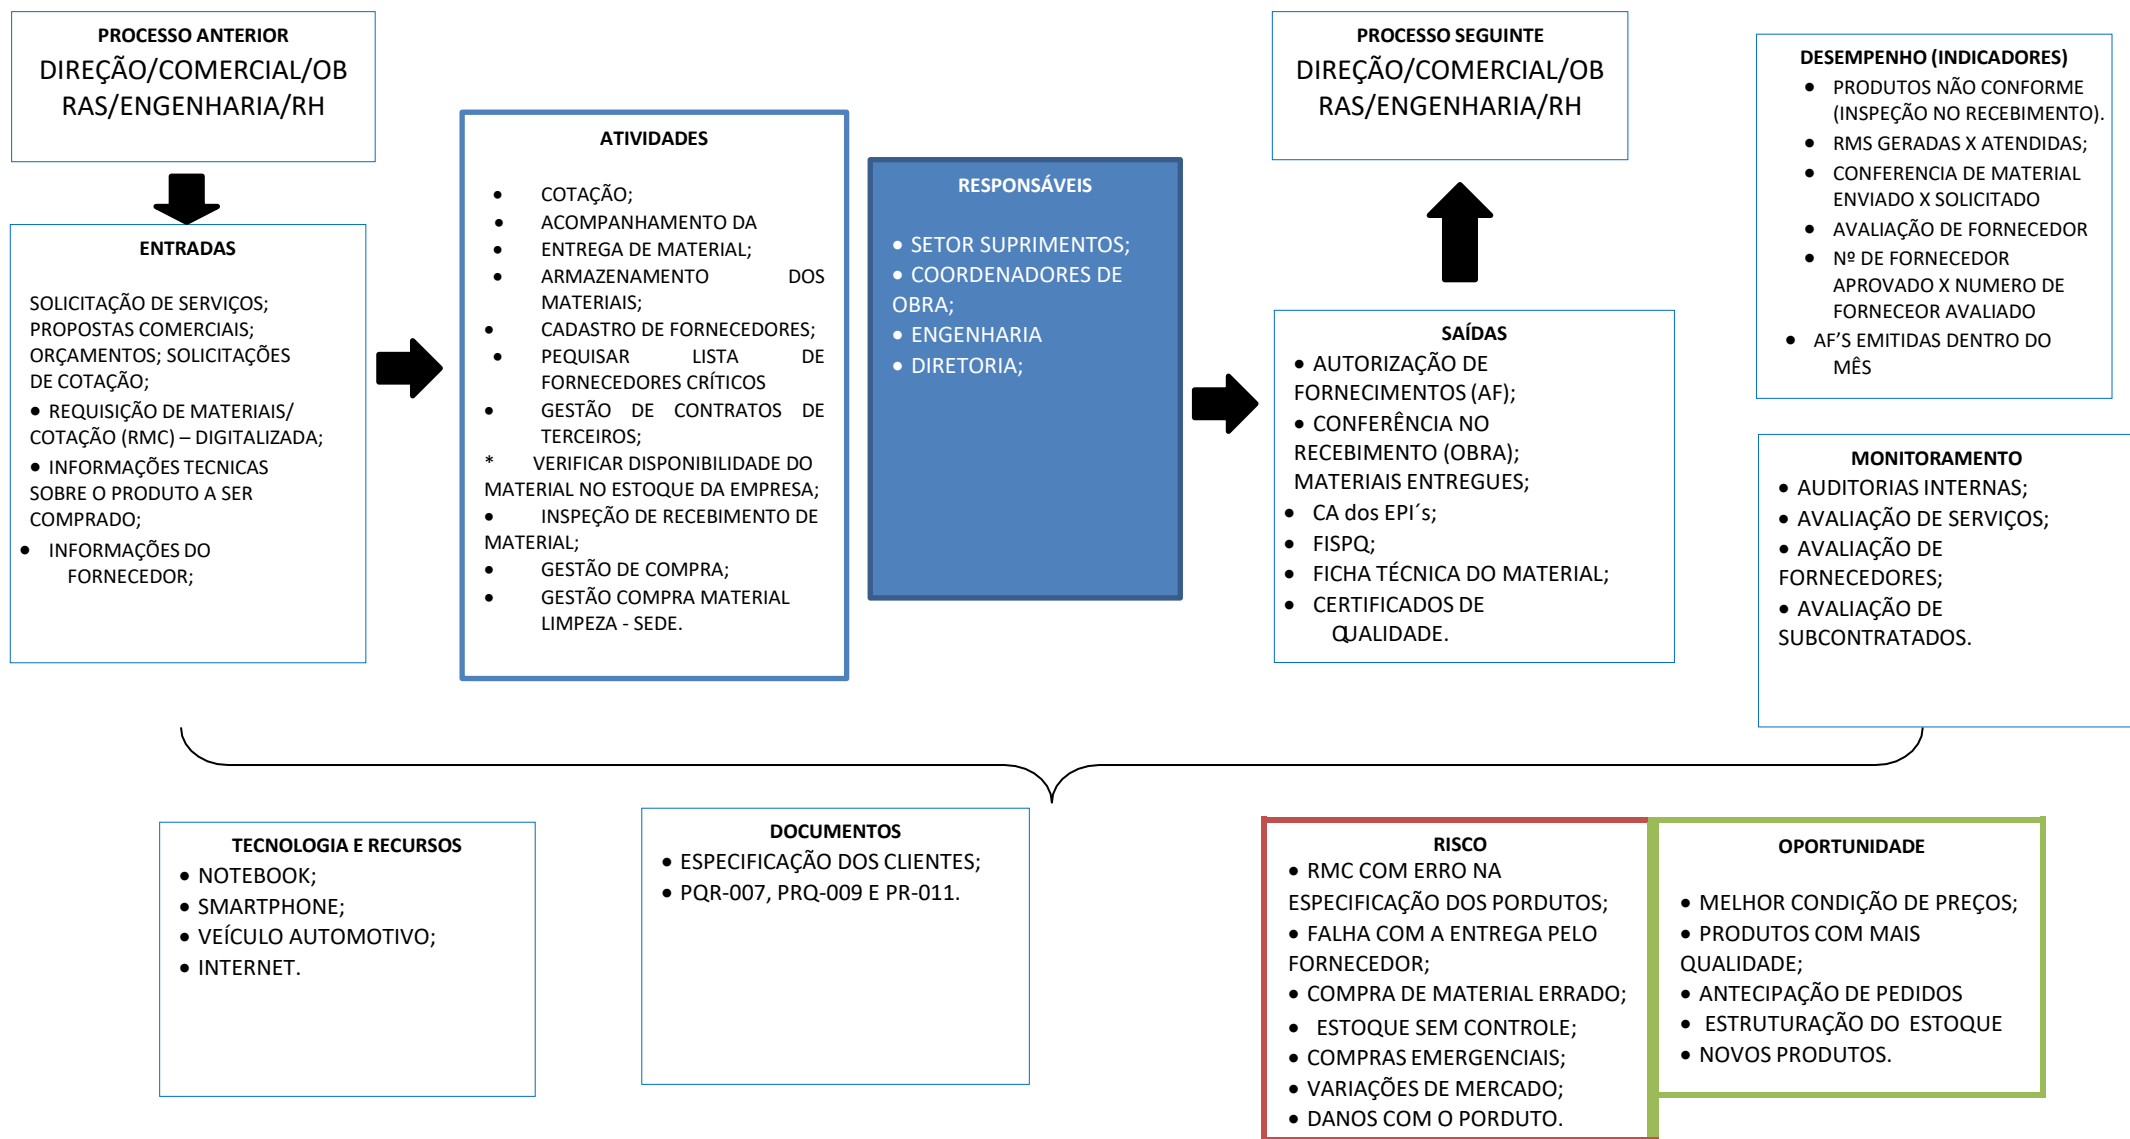 PROCESSO ANTERIOR
DIREÇÃO/COMERCIAL/OB
RAS/ENGENHARIA/RH
ENTRADAS
SOLICITAÇÃO DE SERVIÇOS;
PROPOSTAS COMERCIAIS;
ORÇAMENTOS; SOLICITAÇÕES
DE COTAÇÃO;
• REQUISIÇÃO DE MATERIAIS/
COTAÇÃO (RMC) – DIGITALIZADA;
• INFORMAÇÕES TECNICAS
SOBRE O PRODUTO A SER
COMPRADO;
• INFORMAÇÕES DO
FORNECEDOR;
ATIVIDADES
• COTAÇÃO;
• ACOMPANHAMENTO DA
• ENTREGA DE MATERIAL;
• ARMAZENAMENTO DOS
MATERIAIS;
• CADASTRO DE FORNECEDORES;
• PEQUISAR LISTA DE
FORNECEDORES CRÍTICOS
• GESTÃO DE CONTRATOS DE
TERCEIROS;
* VERIFICAR DISPONIBILIDADE DO
MATERIAL NO ESTOQUE DA EMPRESA;
• INSPEÇÃO DE RECEBIMENTO DE
MATERIAL;
• GESTÃO DE COMPRA;
• GESTÃO COMPRA MATERIAL
LIMPEZA - SEDE.
RESPONSÁVEIS
• SETOR SUPRIMENTOS;
• COORDENADORES DE
OBRA;
• ENGENHARIA
• DIRETORIA;
PROCESSO SEGUINTE
DIREÇÃO/COMERCIAL/OB
RAS/ENGENHARIA/RH
SAÍDAS
• AUTORIZAÇÃO DE
FORNECIMENTOS (AF);
• CONFERÊNCIA NO
RECEBIMENTO (OBRA);
MATERIAIS ENTREGUES;
• CA dos EPI´s;
• FISPQ;
• FICHA TÉCNICA DO MATERIAL;
• CERTIFICADOS DE
QUALIDADE.
DESEMPENHO (INDICADORES)
• PRODUTOS NÃO CONFORME
(INSPEÇÃO NO RECEBIMENTO).
• RMS GERADAS X ATENDIDAS;
• CONFERENCIA DE MATERIAL
ENVIADO X SOLICITADO
• AVALIAÇÃO DE FORNECEDOR
• Nº DE FORNECEDOR
APROVADO X NUMERO DE
FORNECEOR AVALIADO
• AF’S EMITIDAS DENTRO DO
MÊS
MONITORAMENTO
• AUDITORIAS INTERNAS;
• AVALIAÇÃO DE SERVIÇOS;
• AVALIAÇÃO DE
FORNECEDORES;
• AVALIAÇÃO DE
SUBCONTRATADOS.
TECNOLOGIA E RECURSOS
• NOTEBOOK;
• SMARTPHONE;
• VEÍCULO AUTOMOTIVO;
• INTERNET.
DOCUMENTOS
• ESPECIFICAÇÃO DOS CLIENTES;
• PQR-007, PRQ-009 E PR-011.
RISCO
• RMC COM ERRO NA
ESPECIFICAÇÃO DOS PORDUTOS;
• FALHA COM A ENTREGA PELO
FORNECEDOR;
• COMPRA DE MATERIAL ERRADO;
• ESTOQUE SEM CONTROLE;
• COMPRAS EMERGENCIAIS;
• VARIAÇÕES DE MERCADO;
• DANOS COM O PORDUTO.
OPORTUNIDADE
• MELHOR CONDIÇÃO DE PREÇOS;
• PRODUTOS COM MAIS
QUALIDADE;
• ANTECIPAÇÃO DE PEDIDOS
• ESTRUTURAÇÃO DO ESTOQUE
• NOVOS PRODUTOS.